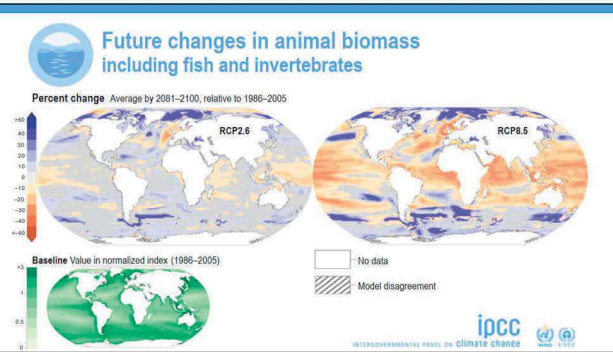 Future changes in animal biomass
including fish and invertebrates
Percent change Average by 2081–2100, relative to 1986–2005
>50
40
30
20
10
0
-10
-20
-30
-40
<-50
RCP2.6
RCP8.5
Baseline Value in normalized index (1986–2005)
>3
1
0.5
0
No data
Model disagreement
ipcc
INTERGOVERNMENTAL PANEL ON climate change
WMO
UNEP